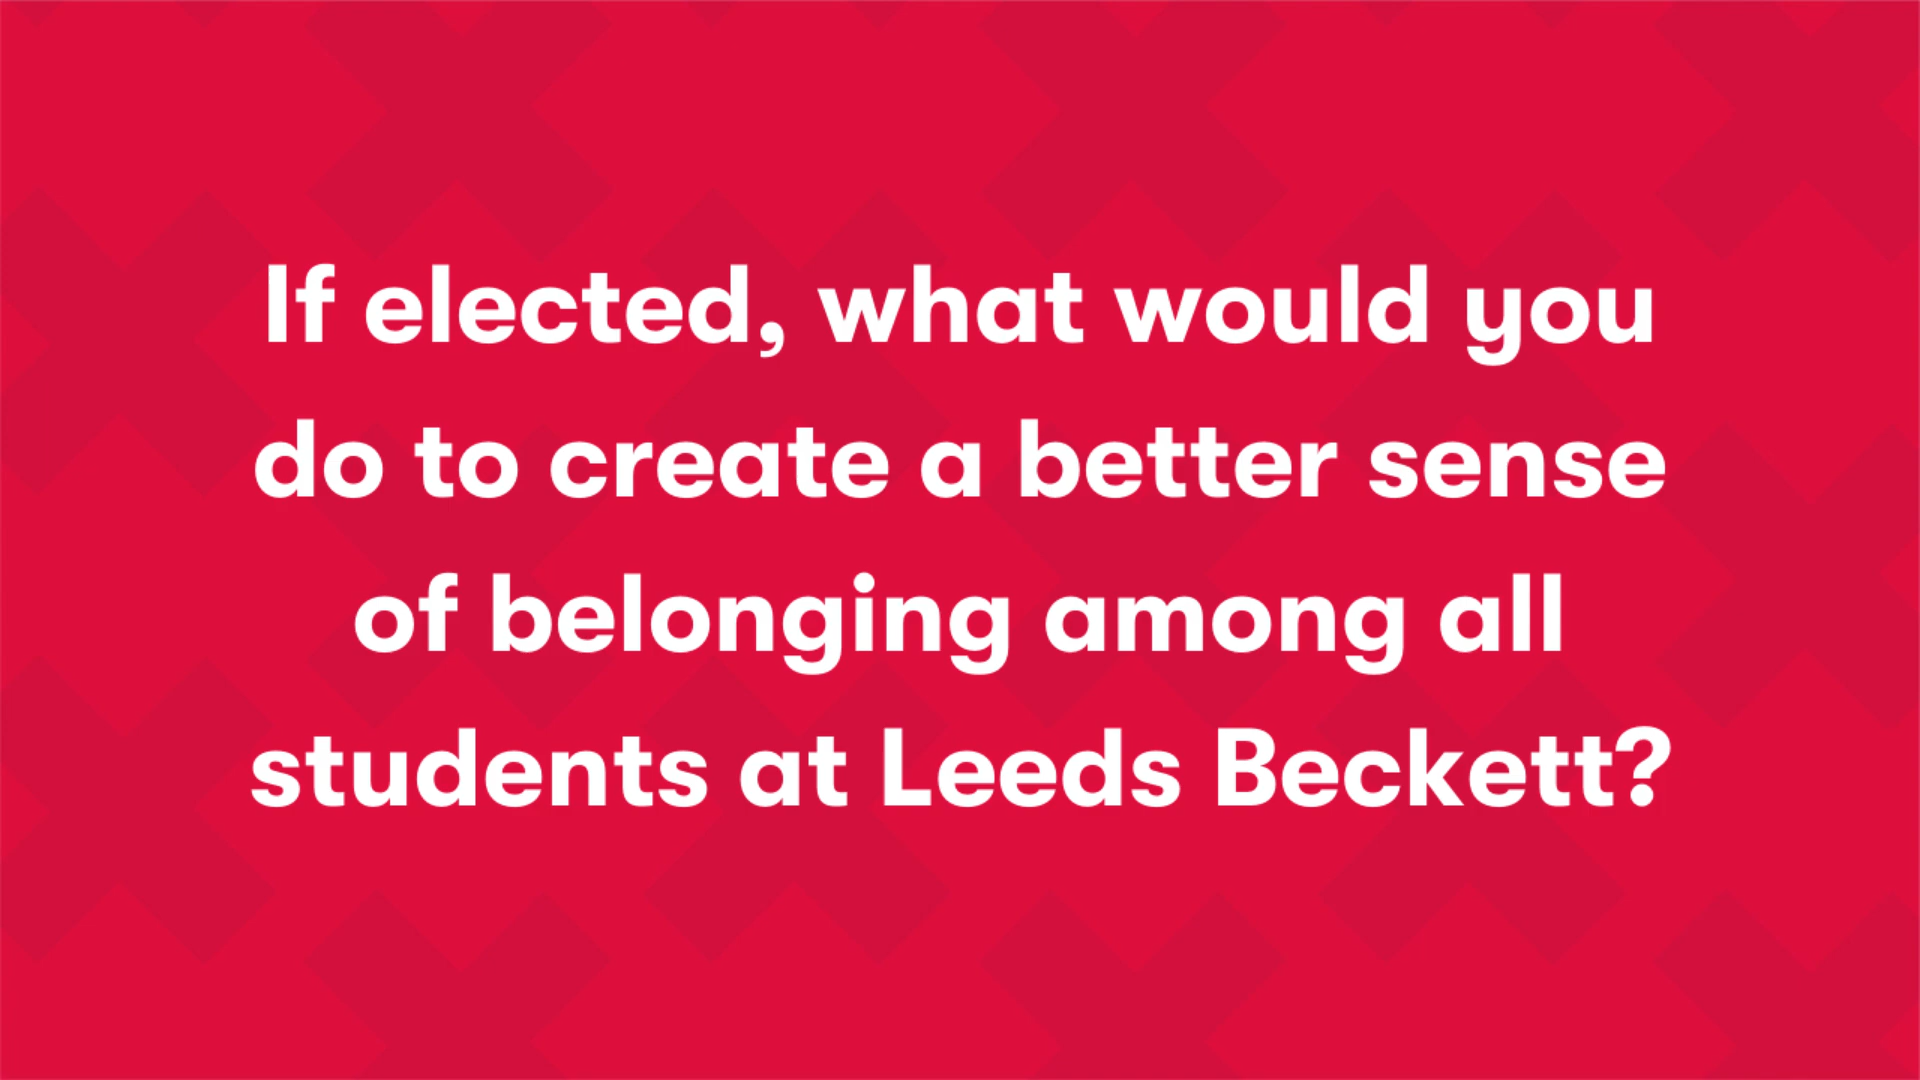 If elected, what would you
do to create a better sense
of belonging among all
students at Leeds Beckett?